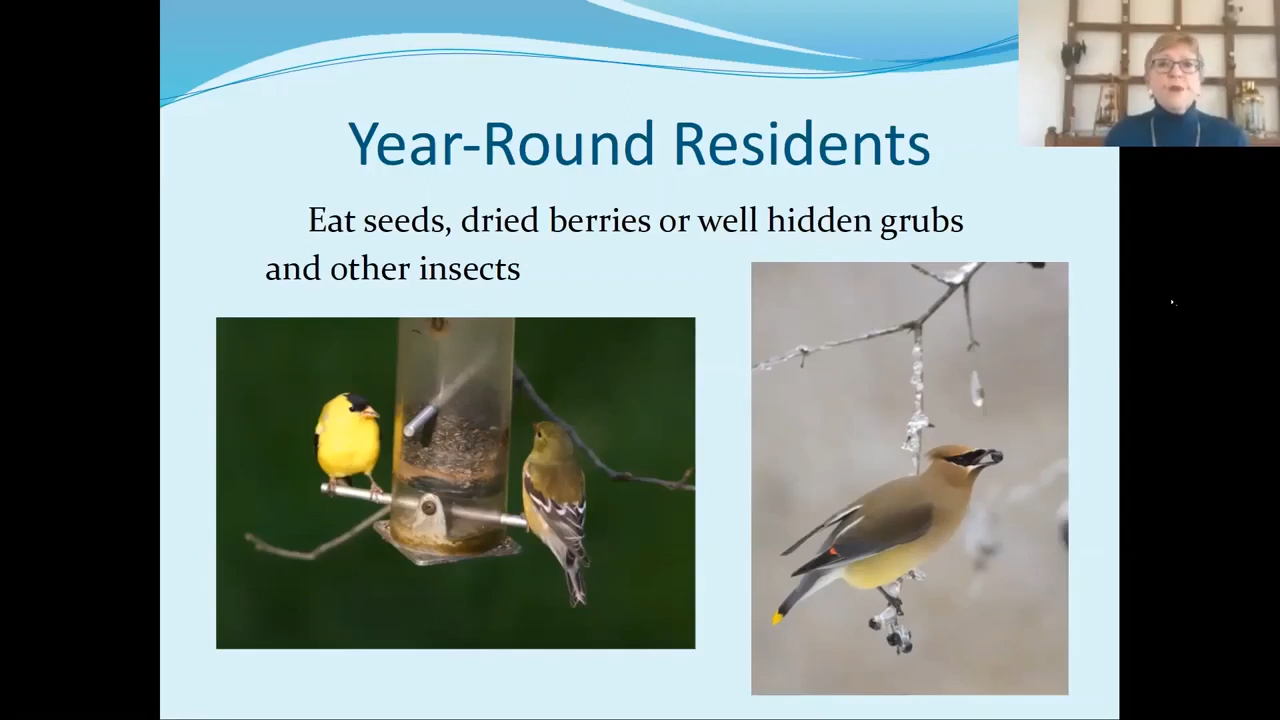 Year-Round Residents
Eat seeds, dried berries or well hidden grubs
and other insects